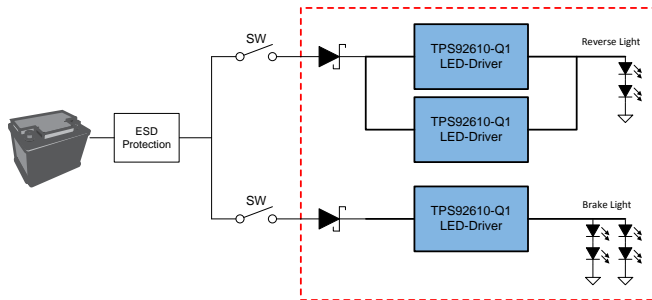 SW
TPS92610-Q1
LED-Driver
Reverse Light
TPS92610-Q1
LED-Driver
ESD
Protection
SW
TPS92610-Q1
LED-Driver
Brake Light